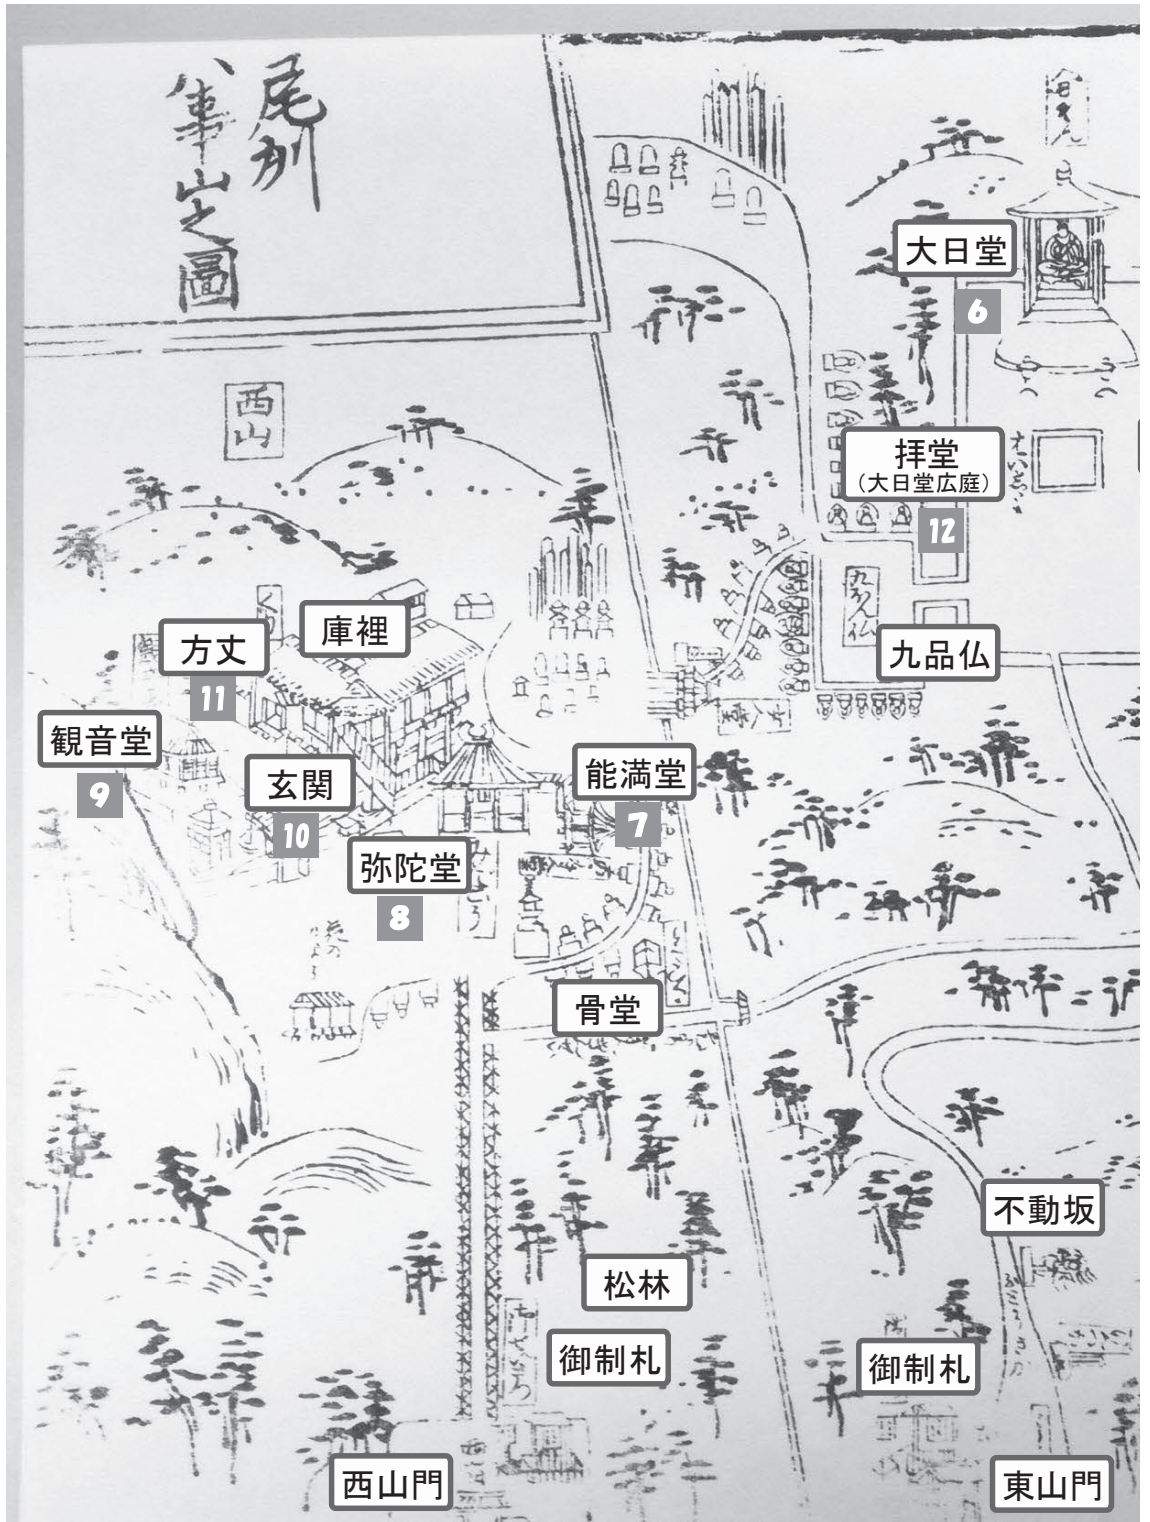 尾州
八事山之圖
大日堂
6
西山
拝堂
(大日堂広庭)
12
九品仏
庫裡
方丈
11
観音堂
9
玄関
10
能満堂
7
弥陀堂
8
骨堂
不動坂
松林
御制札
御制札
西山門
東山門